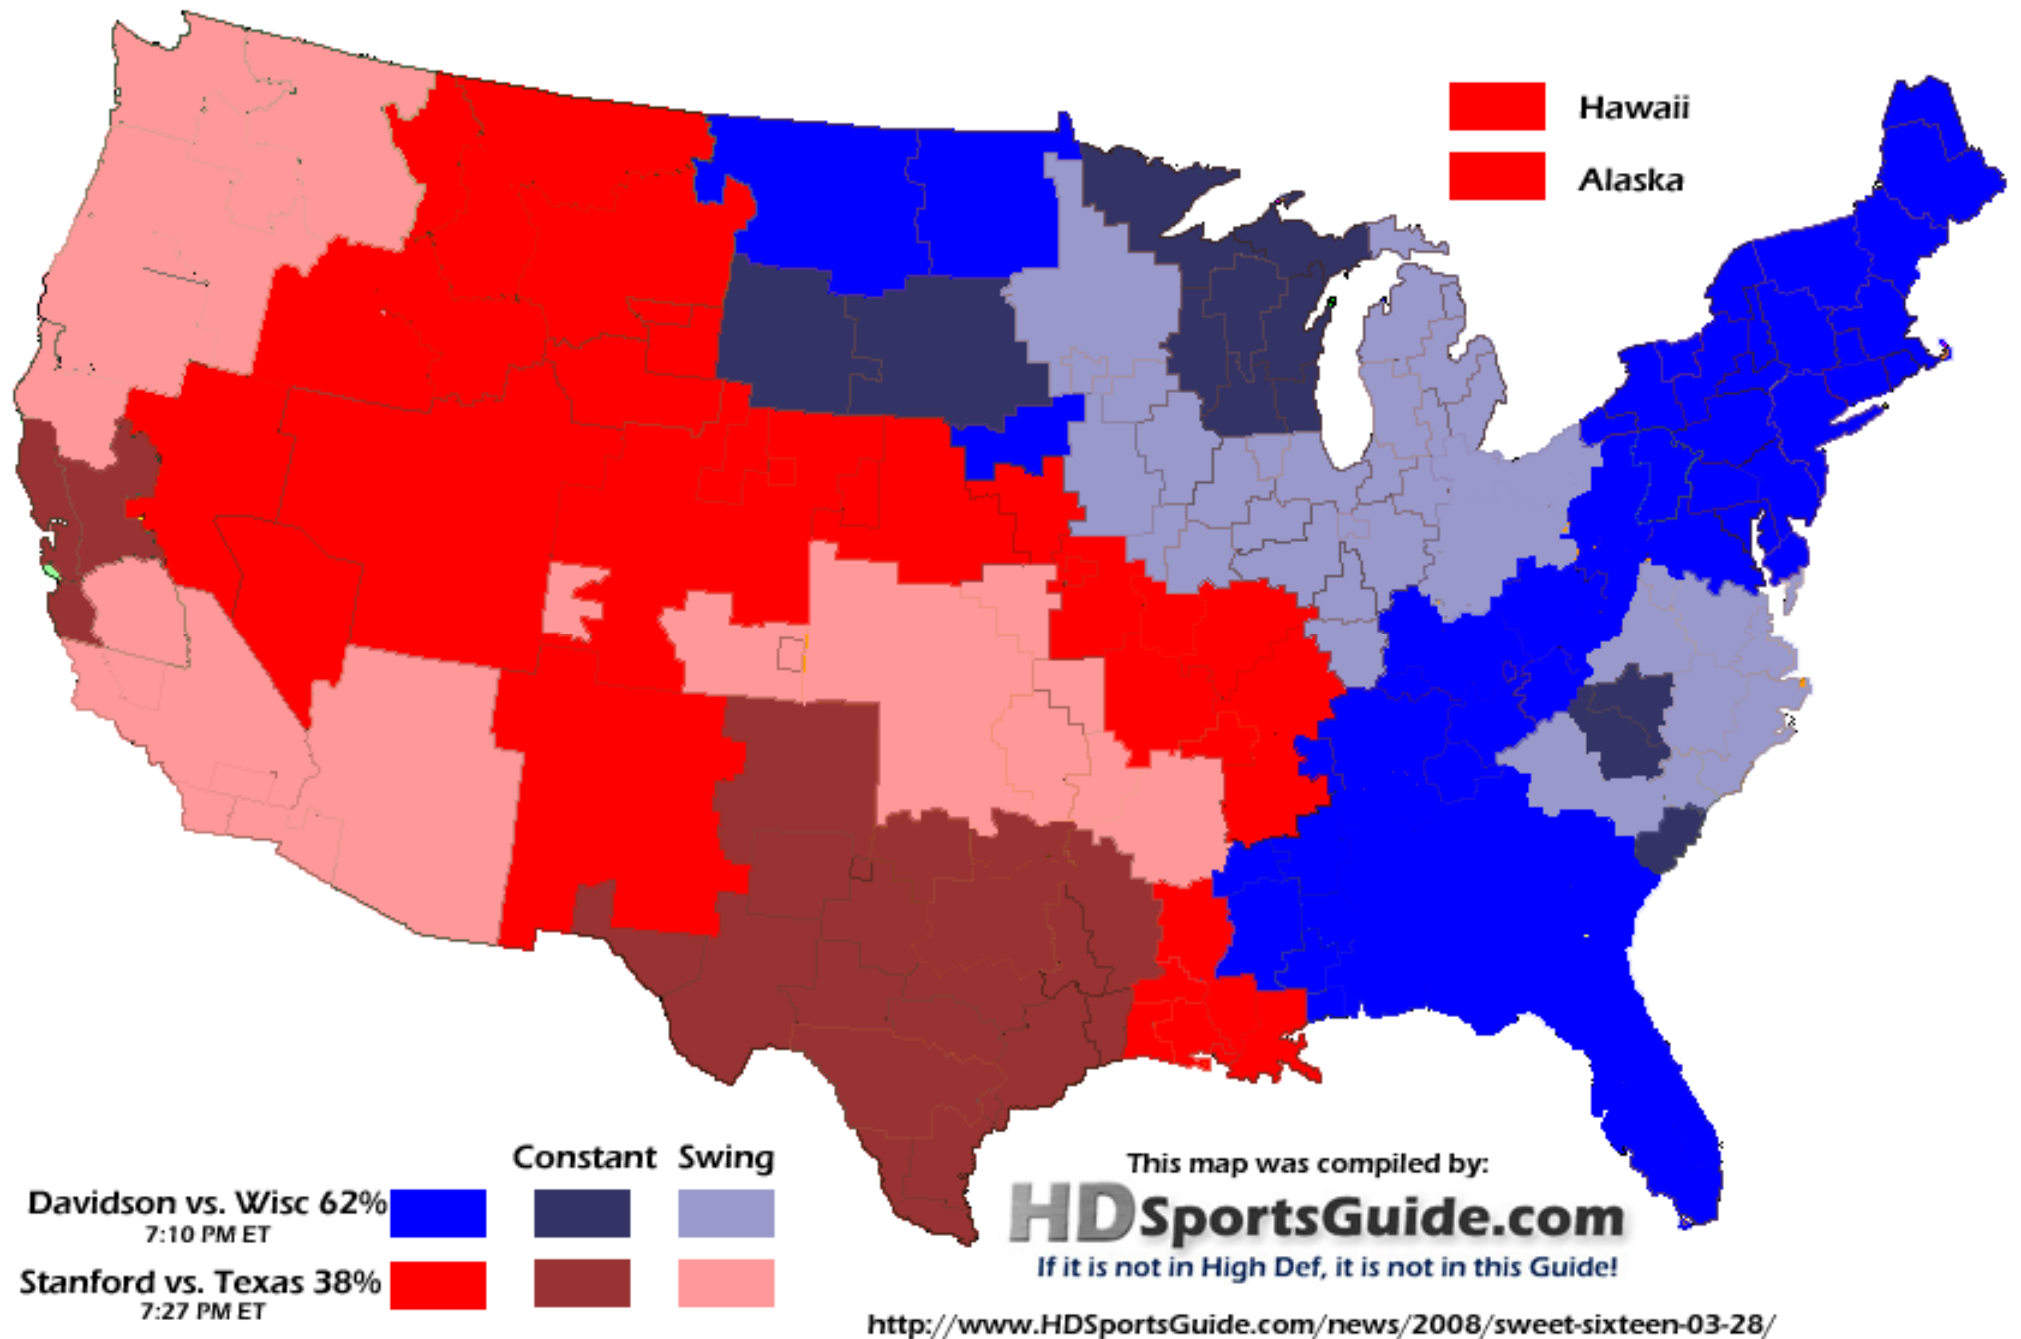 Hawaii
Alaska
Constant Swing
Davidson vs. Wisc 62%
7:10 PM ET
Stanford vs. Texas 38%
7:27 PM ET
This map was compiled by:
HDSportsGuide.com
If it is not in High Def, it is not in this Guide!
http://www.HDSportsGuide.com/news/2008/sweet-sixteen-03-28/